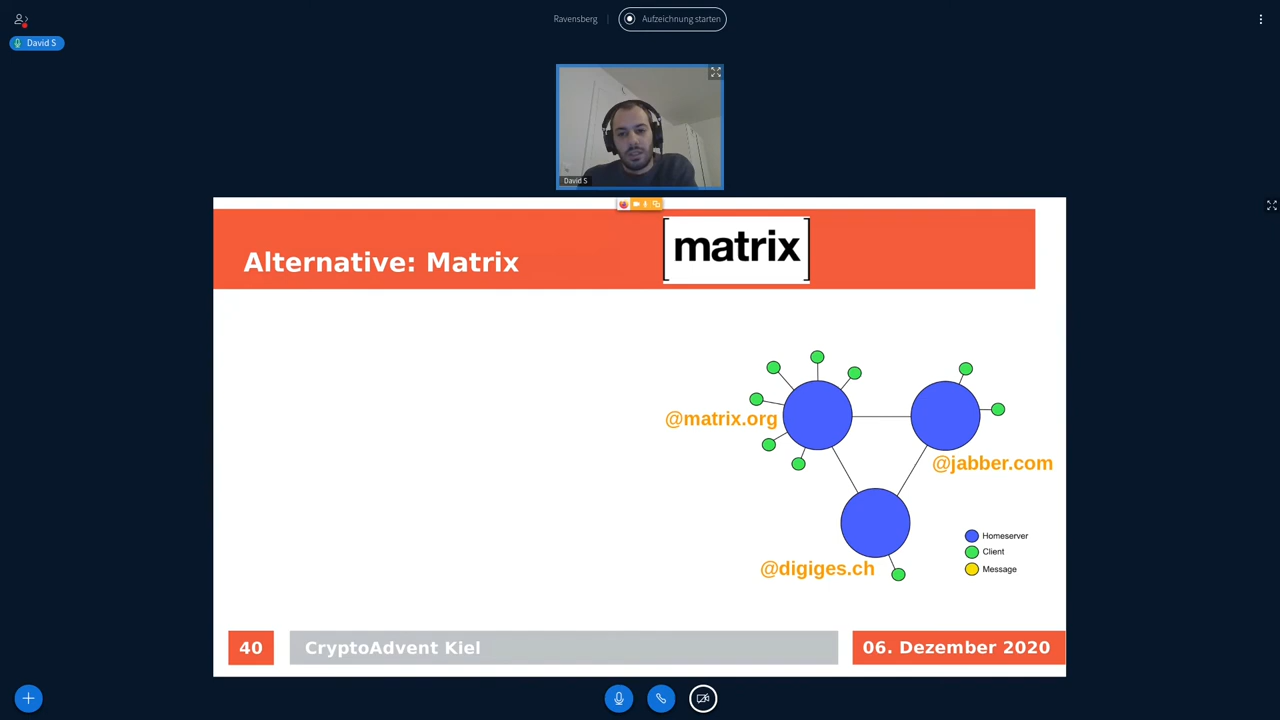 Ravensberg
Aufzeichnung starten
David S
David S
Alternative: Matrix
[matrix]
@matrix.org
@jabber.com
@digiges.ch
Homeserver
Client
Message
40
CryptoAdvent Kiel
06. Dezember 2020